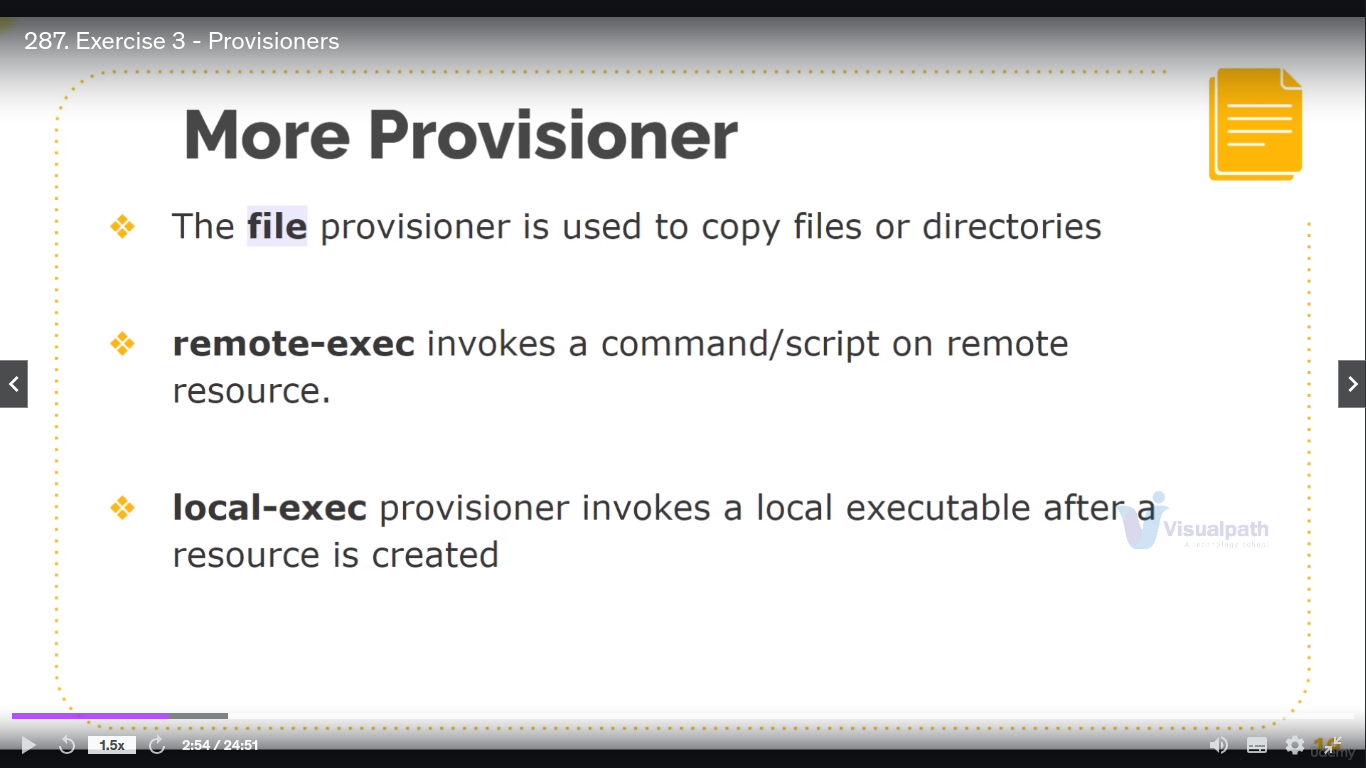 287. Exercise 3 - Provisioners
More Provisioner
The file provisioner is used to copy files or directories
remote-exec invokes a command/script on remote
resource.
local-exec provisioner invokes a local executable after a
resource is created
Visualpath
1.5x
2:54 / 24:51
udemy